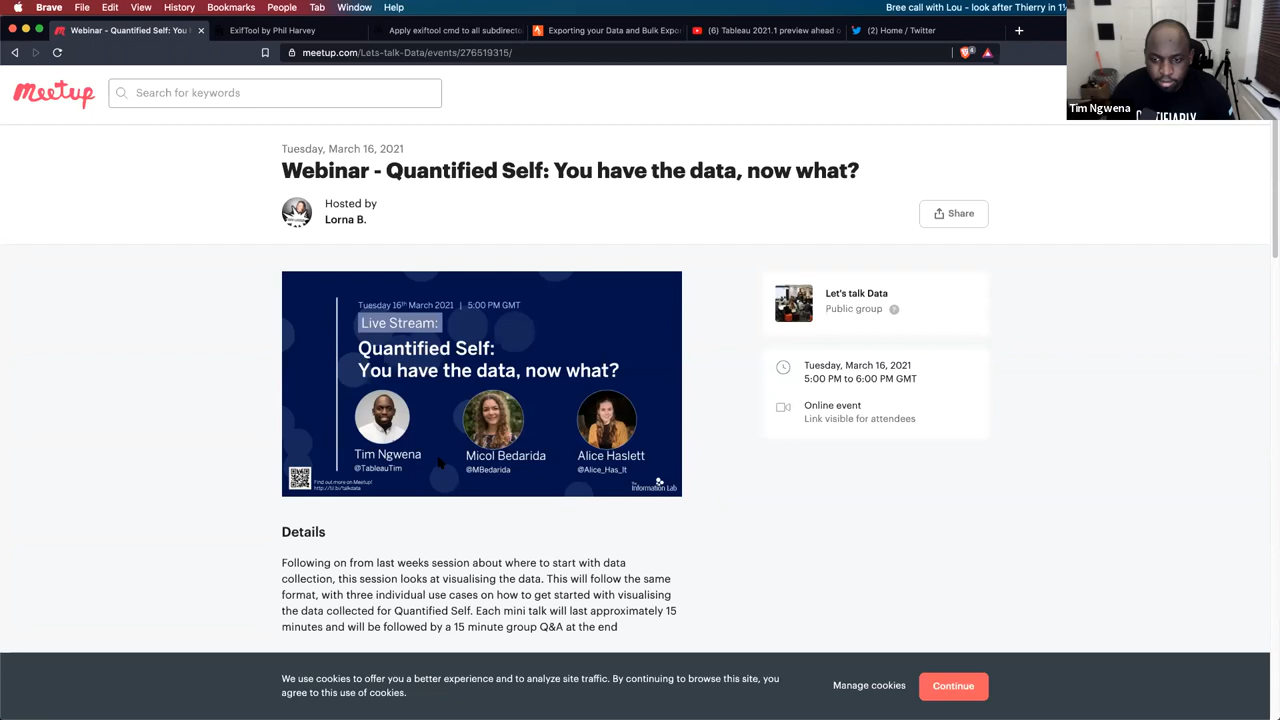 Brave File Edit View History Bookmarks People Tab Window Help Bree call with Lou - look after Thierry in 1
Webinar - Quantified Self: You ExifTool by Phil Harvey Apply exiftool cmd to all subdirecto Exporting your Data and Bulk Expor (6) Tableau 2021.1 preview ahead o (2) Home / Twitter
meetup.com/Lets-talk-Data/events/276519315/
meetup
Search for keywords
Tim Ngwena
Tuesday, March 16, 2021
Webinar - Quantified Self: You have the data, now what?
Hosted by
Lorna B.
Share
Tuesday 16th March 2021 | 5:00 PM GMT
Live Stream:
Quantified Self:
You have the data, now what?
Tim Ngwena
@TableauTim
Micol Bedarida
@MBedarida
Alice Haslett
@Alice_Has_It
Find out more on Meetup!
The
Information Lab
Let's talk Data
Public group
Tuesday, March 16, 2021
5:00 PM to 6:00 PM GMT
Online event
Link visible for attendees
Details
Following on from last weeks session about where to start with data
collection, this session looks at visualising the data. This will follow the same
format, with three individual use cases on how to get started with visualising
the data collected for Quantified Self. Each mini talk will last approximately 15
minutes and will be followed by a 15 minute group Q&A at the end
We use cookies to offer you a better experience and to analyze site traffic. By continuing to browse this site, you
agree to this use of cookies.
Manage cookies
Continue